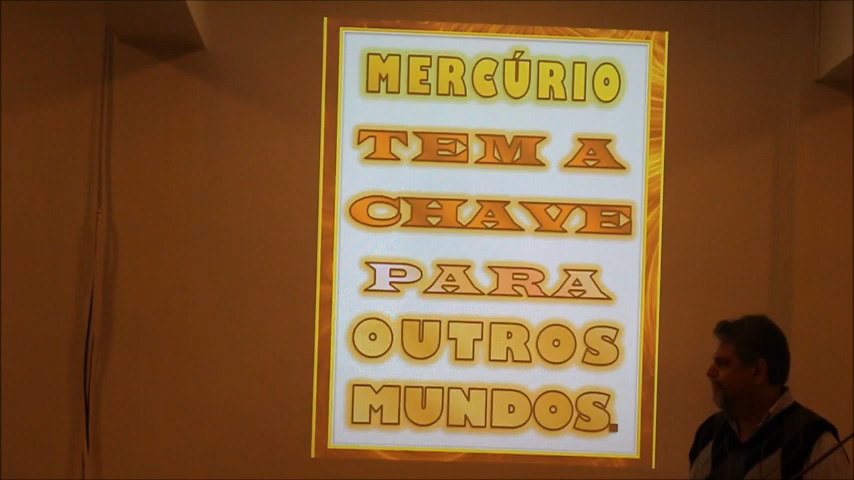 MERCÚRIO
TEM A
CHAVE
PARA
OUTROS
MUNDOS.